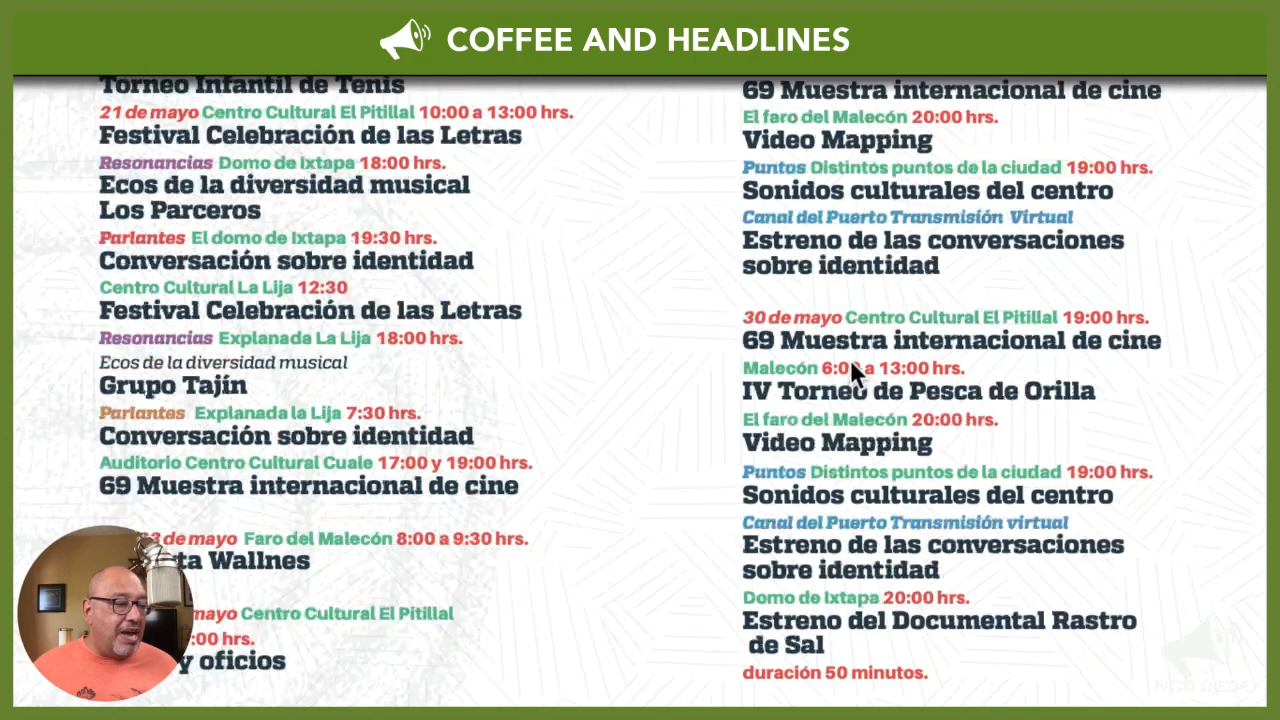 COFFEE AND HEADLINES
Torneo Infantil de Tenis
21 de mayo Centro Cultural El Pitillal 10:00 a 13:00 hrs.
Festival Celebración de las Letras
Resonancias Domo de Ixtapa 18:00 hrs.
Ecos de la diversidad musical
Los Parceros
Parlantes El domo de Ixtapa 19:30 hrs.
Conversación sobre identidad
Centro Cultural La Lija 12:30
Festival Celebración de las Letras
Resonancias Explanada La Lija 18:00 hrs.
Ecos de la diversidad musical
Grupo Tajín
Parlantes Explanada la Lija 7:30 hrs.
Conversación sobre identidad
Auditorio Centro Cultural Cuale 17:00 y 19:00 hrs.
69 Muestra internacional de cine
de mayo Faro del Malecón 8:00 a 9:30 hrs.
Wallnes
mayo Centro Cultural El Pitillal
:00 hrs.
y oficios
69 Muestra internacional de cine
El faro del Malecón 20:00 hrs.
Video Mapping
Puntos Distintos puntos de la ciudad 19:00 hrs.
Sonidos culturales del centro
Canal del Puerto Transmisión Virtual
Estreno de las conversaciones
sobre identidad
30 de mayo Centro Cultural El Pitillal 19:00 hrs.
69 Muestra internacional de cine
Malecón 6:00 a 13:00 hrs.
IV Torneo de Pesca de Orilla
El faro del Malecón 20:00 hrs.
Video Mapping
Puntos Distintos puntos de la ciudad 19:00 hrs.
Sonidos culturales del centro
Canal del Puerto Transmisión virtual
Estreno de las conversaciones
sobre identidad
Domo de Ixtapa 20:00 hrs.
Estreno del Documental Rastro
de Sal
duración 50 minutos.